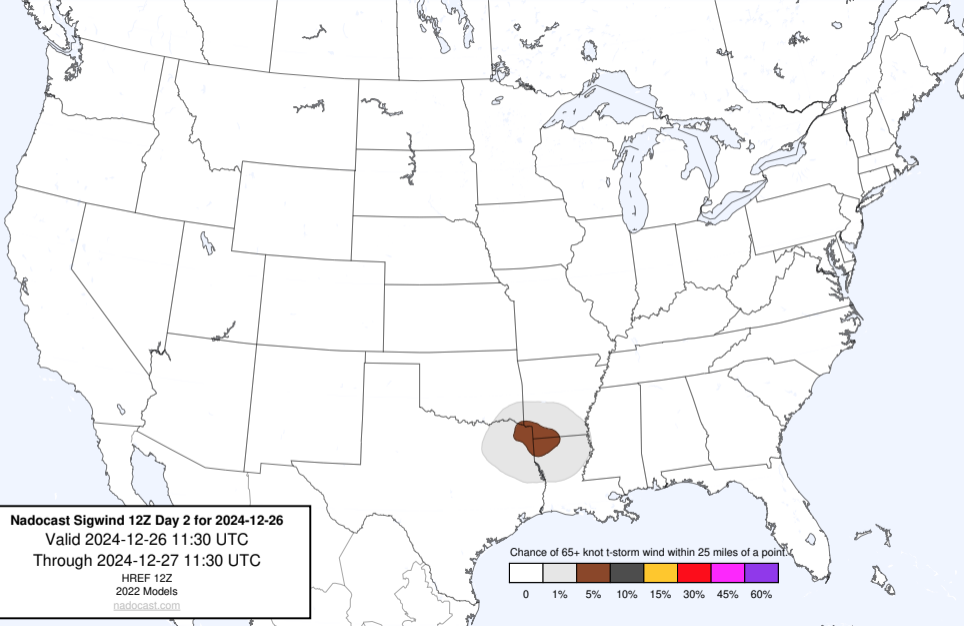 Nadocast Sigwind 12Z Day 2 for 2024-12-26
Valid 2024-12-26 11:30 UTC
Through 2024-12-27 11:30 UTC
HREF 12Z
2022 Models
nadocast.com
Chance of 65+ knot t-storm wind within 25 miles of a point.
0 1% 5% 10% 15% 30% 45% 60%